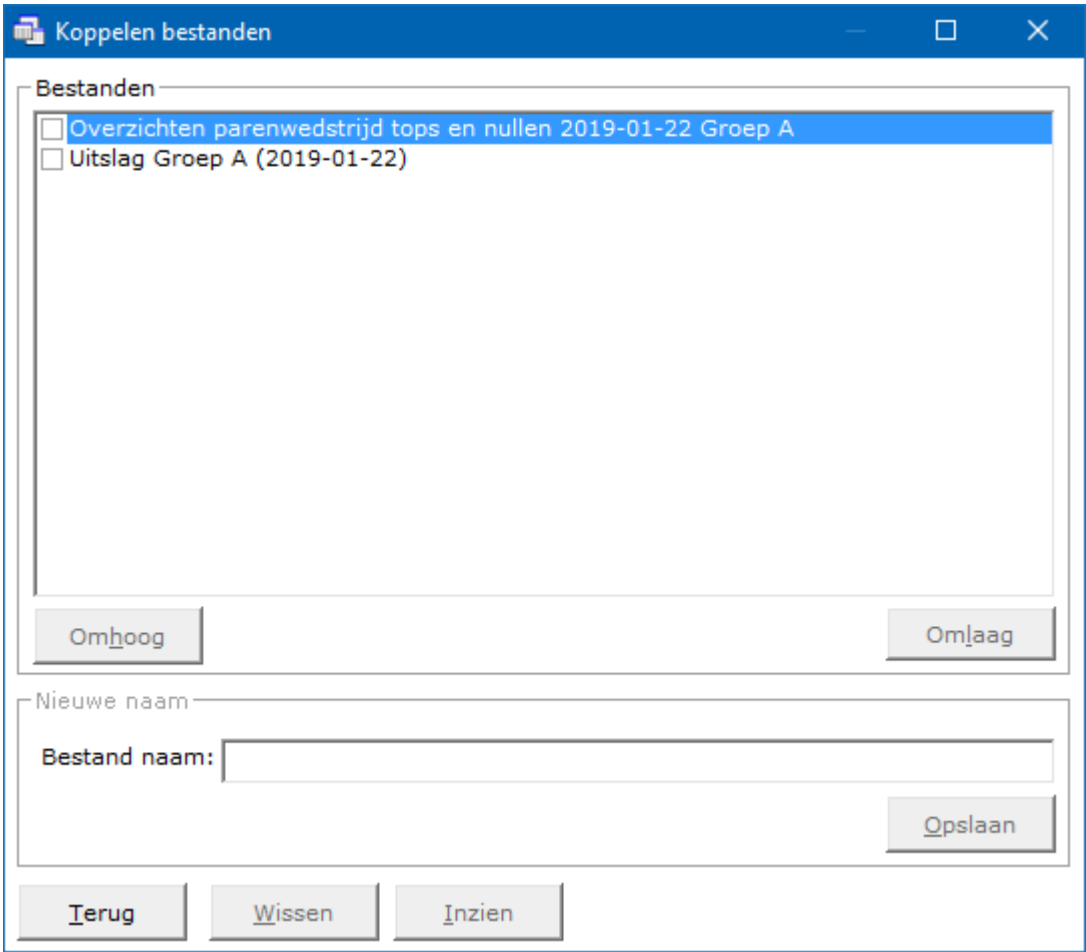 Koppelen bestanden
Bestanden
Overzichten parenwedstrijd tops en nullen 2019-01-22 Groep A
Uitslag Groep A (2019-01-22)
Omhoog
Omlaag
Nieuwe naam
Bestand naam:
Opslaan
Terug
Wissen
Inzien